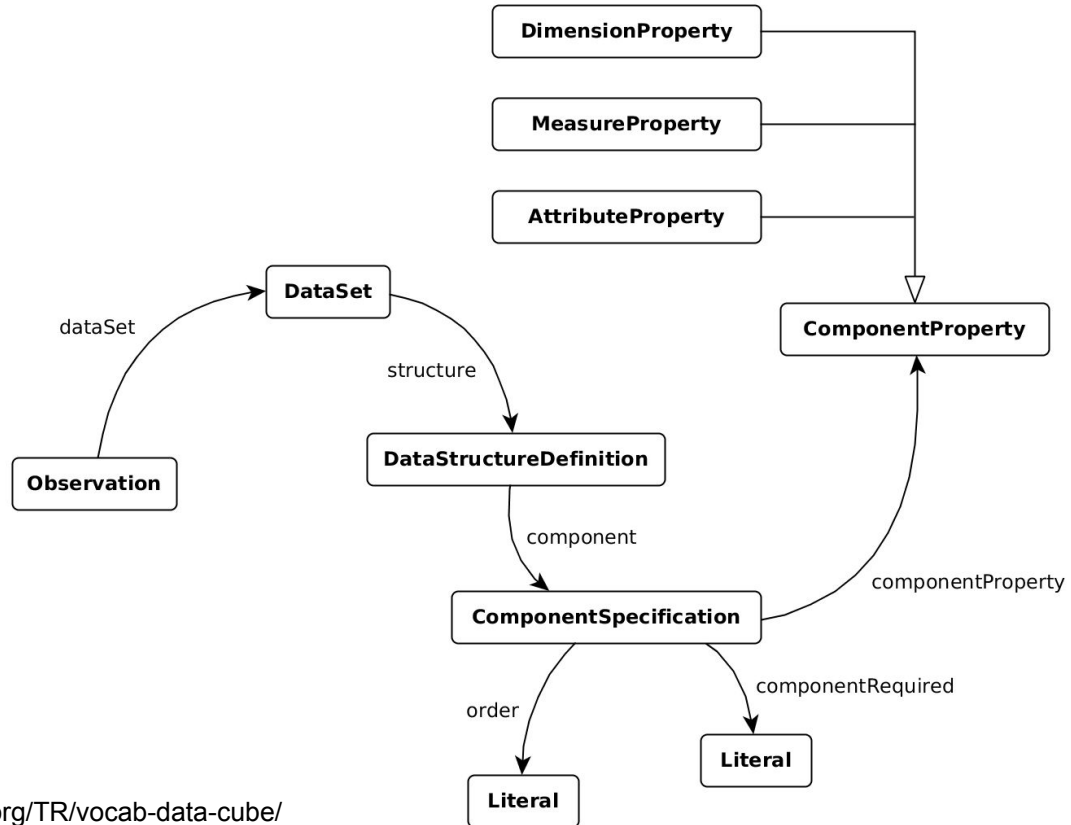 DimensionProperty
MeasureProperty
AttributeProperty
DataSet
dataSet
ComponentProperty
structure
DataStructureDefinition
Observation
component
componentProperty
ComponentSpecification
componentRequired
order
Literal
Literal
org/TR/vocab-data-cube/